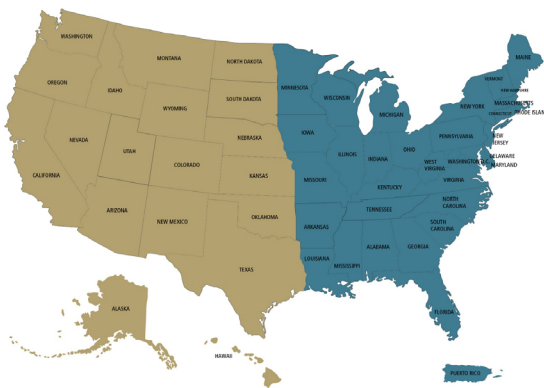 WASHINGTON
MONTANA
NORTH DAKOTA
MINNESOTA
MAINE
OREGON
IDAHO
WYOMING
SOUTH DAKOTA
WISCONSIN
MICHIGAN
VERMONT
NEW HAMPSHIRE
NEW YORK
MASSACHUSETTS
CONNECTICUT
RHODE ISLAND
NEVADA
UTAH
COLORADO
NEBRASKA
IOWA
ILLINOIS
INDIANA
OHIO
PENNSYLVANIA
NEW
JERSEY
CALIFORNIA
KANSAS
MISSOURI
KENTUCKY
WEST
VIRGINIA
WASHINGTON D.C.
DELAWARE
MARYLAND
VIRGINIA
ARIZONA
NEW MEXICO
OKLAHOMA
ARKANSAS
TENNESSEE
NORTH
CAROLINA
SOUTH
CAROLINA
TEXAS
LOUISIANA
MISSISSIPPI
ALABAMA
GEORGIA
FLORIDA
ALASKA
HAWAII
PUERTO RICO